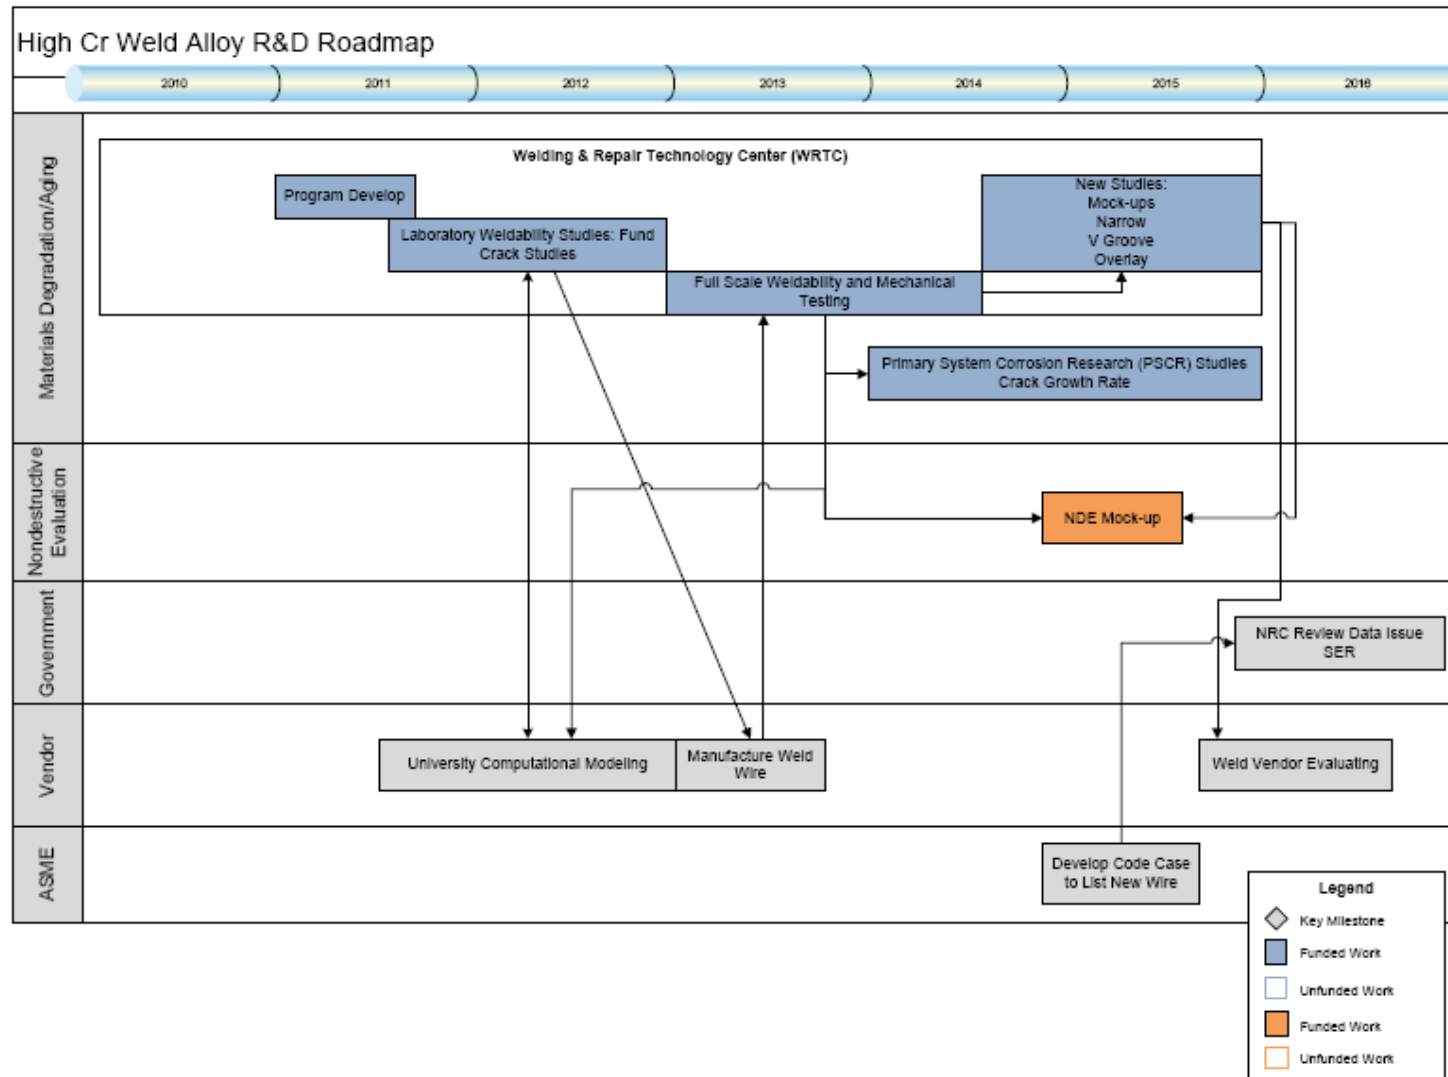 High Cr Weld Alloy R&D Roadmap
2010
2011
2012
2013
2014
2015
2016
Materials Degradation/Aging
Welding & Repair Technology Center (WRTC)
Program Develop
Laboratory Weldability Studies: Fund
Crack Studies
New Studies:
Mock-ups
Narrow
V Groove
Overlay
Full Scale Weldability and Mechanical
Testing
Primary System Corrosion Research (PSCR) Studies
Crack Growth Rate
Nondestructive
Evaluation
NDE Mock-up
Government
NRC Review Data Issue
SER
Vendor
University Computational Modeling
Manufacture Weld
Wire
Weld Vendor Evaluating
ASME
Develop Code Case
to List New Wire
Legend
Key Milestone
Funded Work
Unfunded Work
Funded Work
Unfunded Work